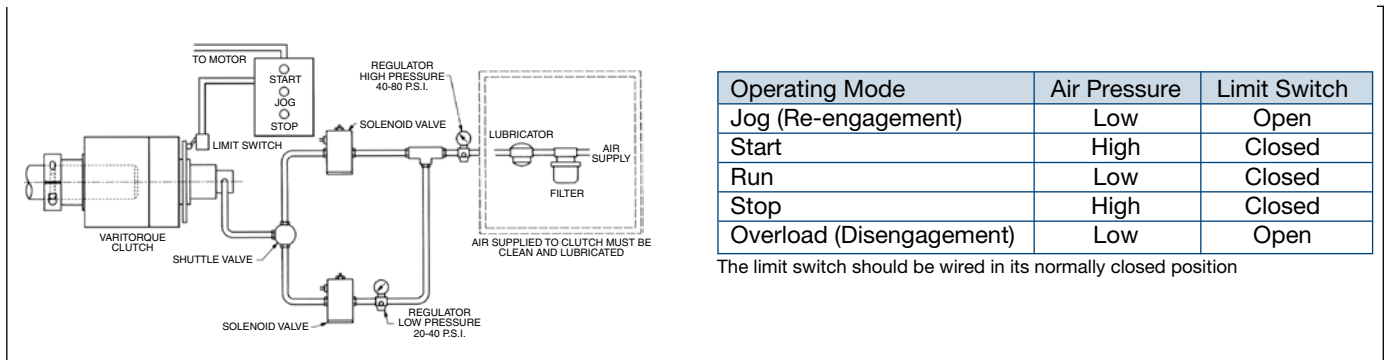 TO MOTOR
START
JOG
STOP
LIMIT SWITCH
VARITORQUE
CLUTCH
SHUTTLE VALVE
SOLENOID VALVE
REGULATOR
HIGH PRESSURE
40-80 P.S.I.
LUBRICATOR
AIR
SUPPLY
FILTER
AIR SUPPLIED TO CLUTCH MUST BE
CLEAN AND LUBRICATED
REGULATOR
LOW PRESSURE
20-40 P.S.I.
SOLENOID VALVE
Operating Mode Air Pressure Limit Switch
Jog (Re-engagement) Low Open
Start High Closed
Run Low Closed
Stop High Closed
Overload (Disengagement) Low Open
The limit switch should be wired in its normally closed position